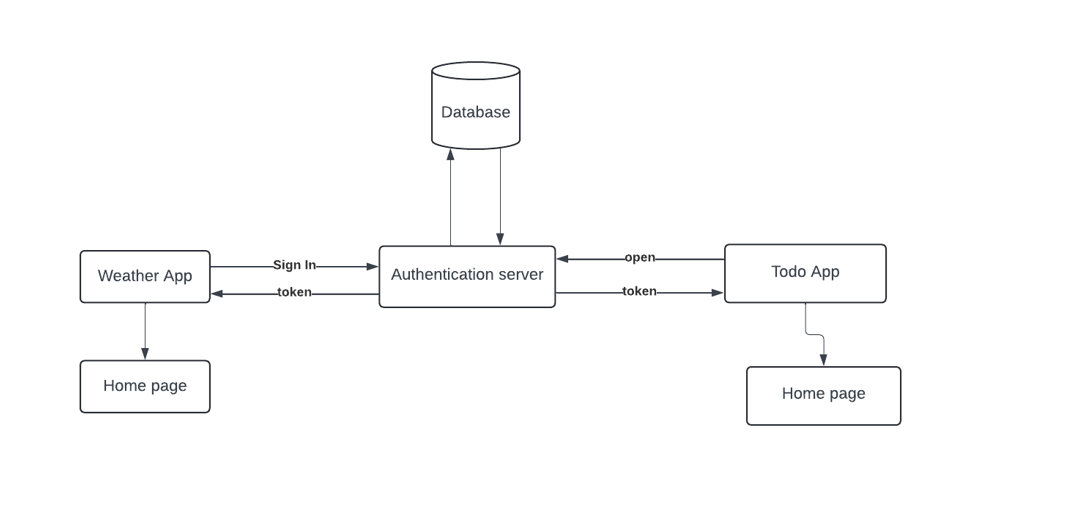 Database
Weather App
Sign In
token
Authentication server
open
token
Todo App
Home page
Home page